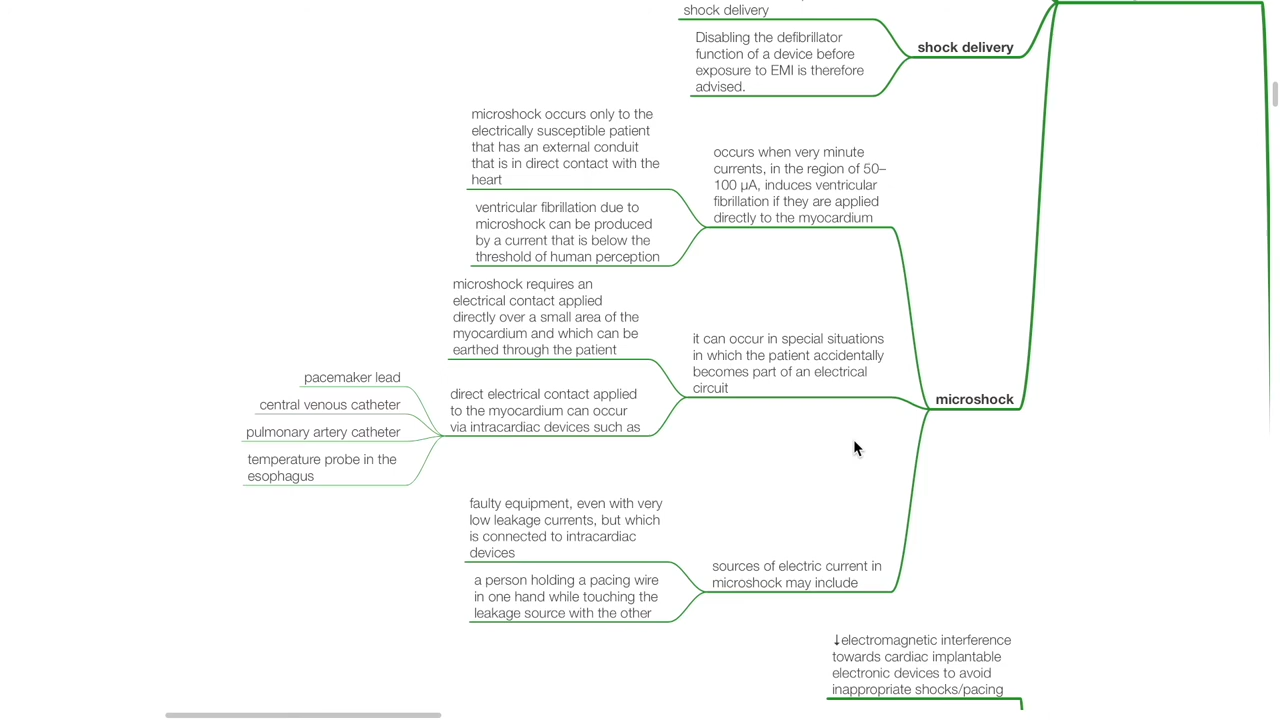 shock delivery
Disabling the defibrillator
function of a device before
exposure to EMI is therefore
advised.
shock delivery
microshock occurs only to the
electrically susceptible patient
that has an external conduit
that is in direct contact with the
heart
ventricular fibrillation due to
microshock can be produced
by a current that is below the
threshold of human perception
occurs when very minute
currents, in the region of 50–
100 μA, induces ventricular
fibrillation if they are applied
directly to the myocardium
microshock requires an
electrical contact applied
directly over a small area of the
myocardium and which can be
earthed through the patient
pacemaker lead
central venous catheter
pulmonary artery catheter
temperature probe in the
esophagus
direct electrical contact applied
to the myocardium can occur
via intracardiac devices such as
it can occur in special situations
in which the patient accidentally
becomes part of an electrical
circuit
microshock
faulty equipment, even with very
low leakage currents, but which
is connected to intracardiac
devices
a person holding a pacing wire
in one hand while touching the
leakage source with the other
sources of electric current in
microshock may include
↓electromagnetic interference
towards cardiac implantable
electronic devices to avoid
inappropriate shocks/pacing